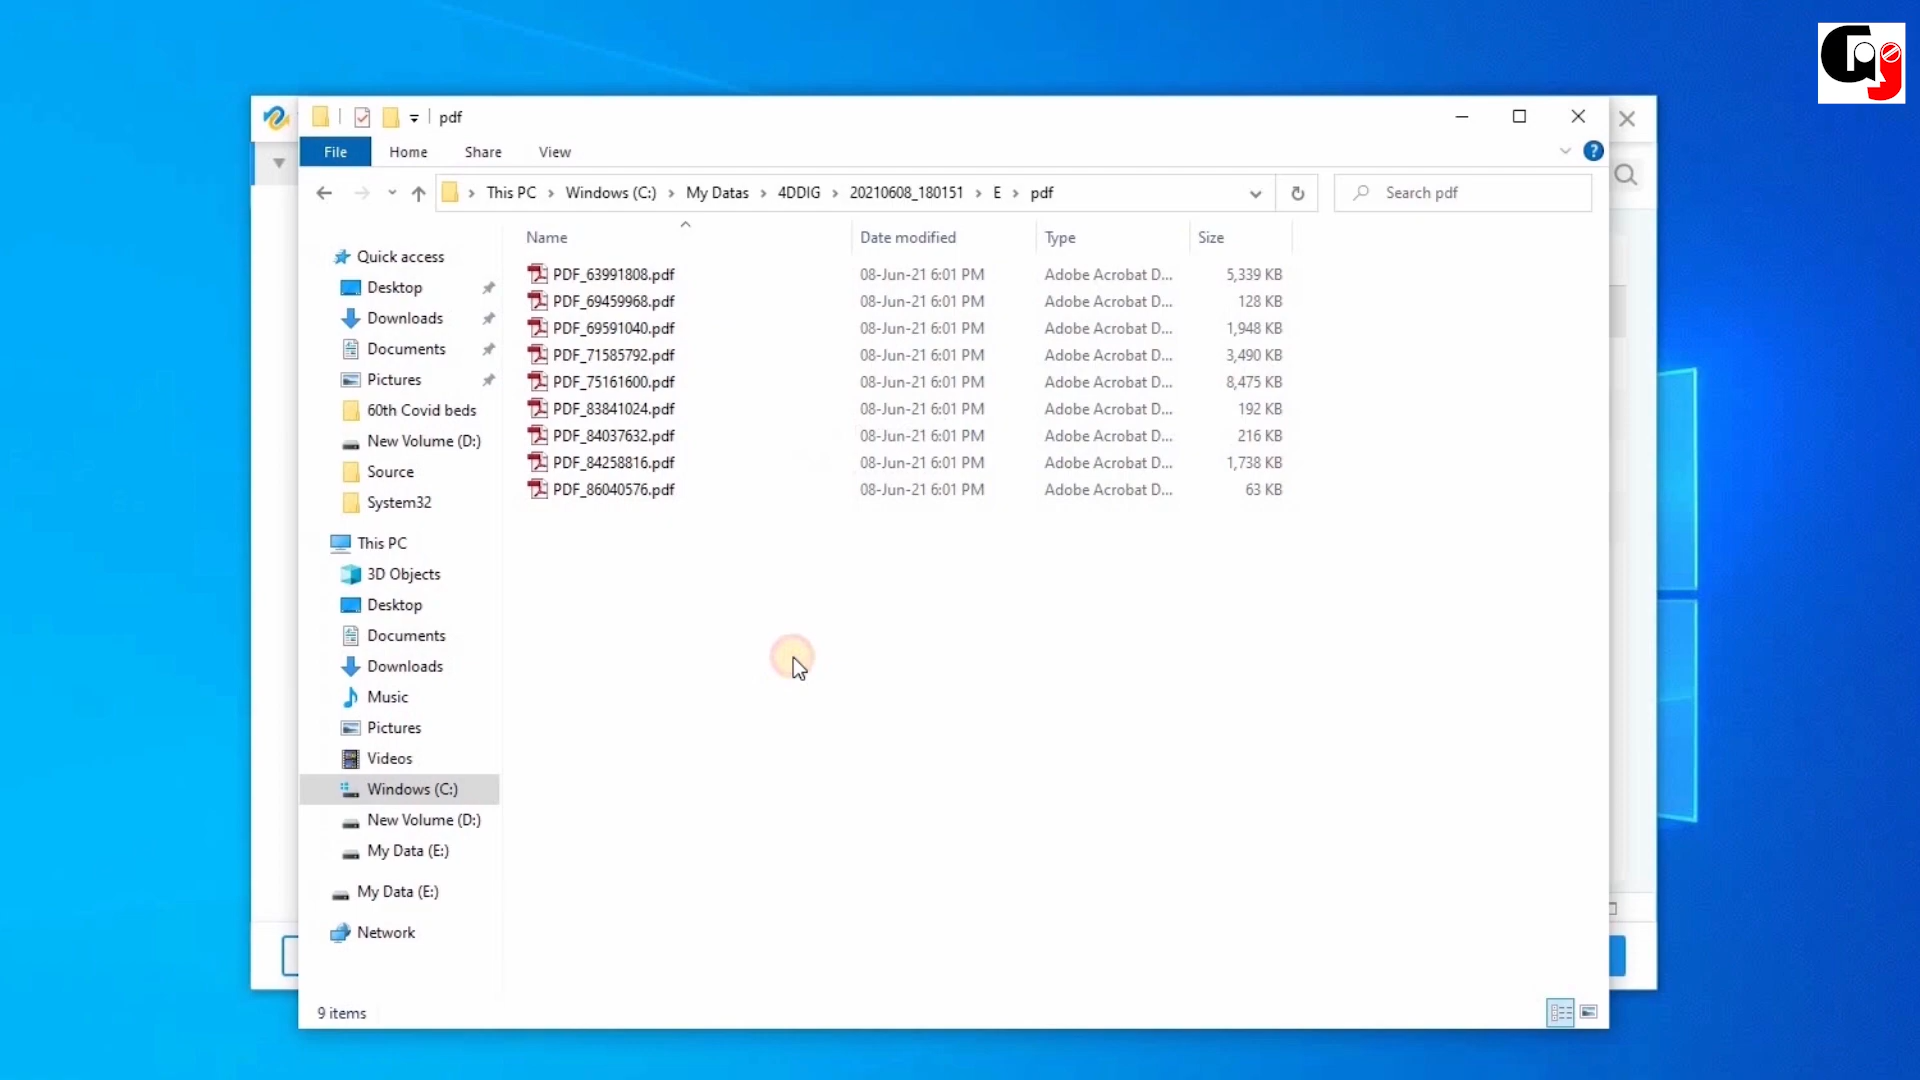 pdf
File Home Share View
This PC Windows (C:) My Datas 4DDIG 20210608_180151 E pdf Search pdf
Name Date modified Type Size
PDF_63991808.pdf 08-Jun-21 6:01 PM Adobe Acrobat D... 5,339 KB
PDF_69459968.pdf 08-Jun-21 6:01 PM Adobe Acrobat D... 128 KB
PDF_69591040.pdf 08-Jun-21 6:01 PM Adobe Acrobat D... 1,948 KB
PDF_71585792.pdf 08-Jun-21 6:01 PM Adobe Acrobat D... 3,490 KB
PDF_75161600.pdf 08-Jun-21 6:01 PM Adobe Acrobat D... 8,475 KB
PDF_83841024.pdf 08-Jun-21 6:01 PM Adobe Acrobat D... 192 KB
PDF_84037632.pdf 08-Jun-21 6:01 PM Adobe Acrobat D... 216 KB
PDF_84258816.pdf 08-Jun-21 6:01 PM Adobe Acrobat D... 1,738 KB
PDF_86040576.pdf 08-Jun-21 6:01 PM Adobe Acrobat D... 63 KB
Quick access
Desktop
Downloads
Documents
Pictures
60th Covid beds
New Volume (D:)
Source
System32
This PC
3D Objects
Desktop
Documents
Downloads
Music
Pictures
Videos
Windows (C:)
New Volume (D:)
My Data (E:)
My Data (E:)
Network
9 items